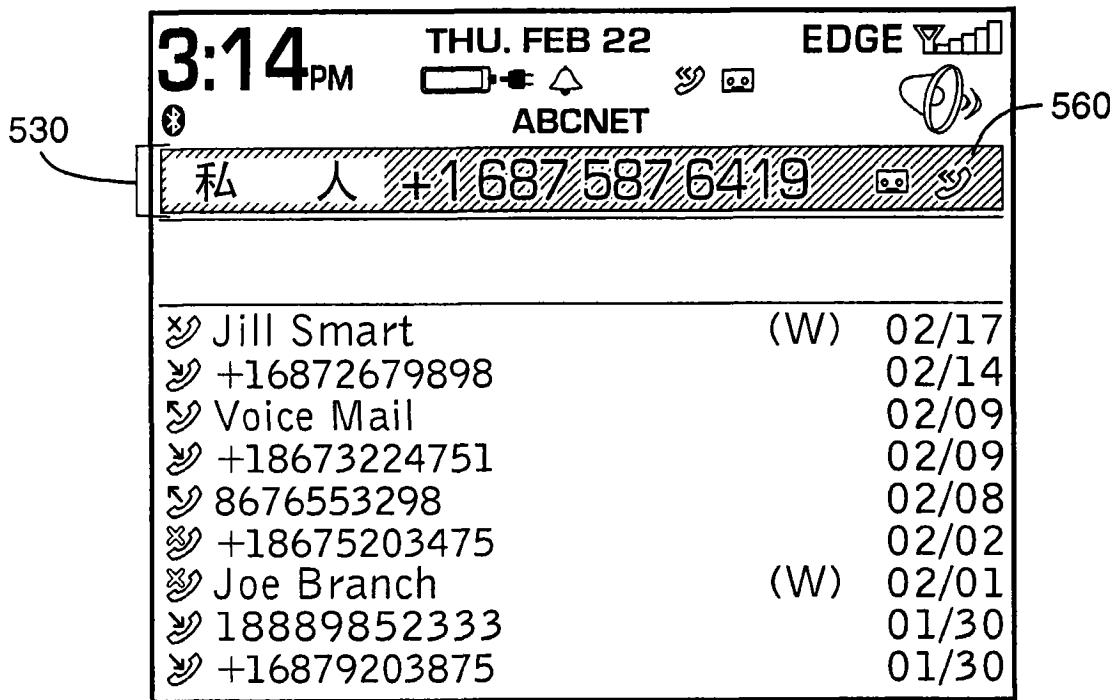 3:14PM THU. FEB 22 EDGE
ABCNET
530
560
私 人 +1 687 587 6419
Jill Smart (W) 02/17
+16872679898 02/14
Voice Mail 02/09
+18673224751 02/09
8676553298 02/08
+18675203475 02/02
Joe Branch (W) 02/01
18889852333 01/30
+16879203875 01/30